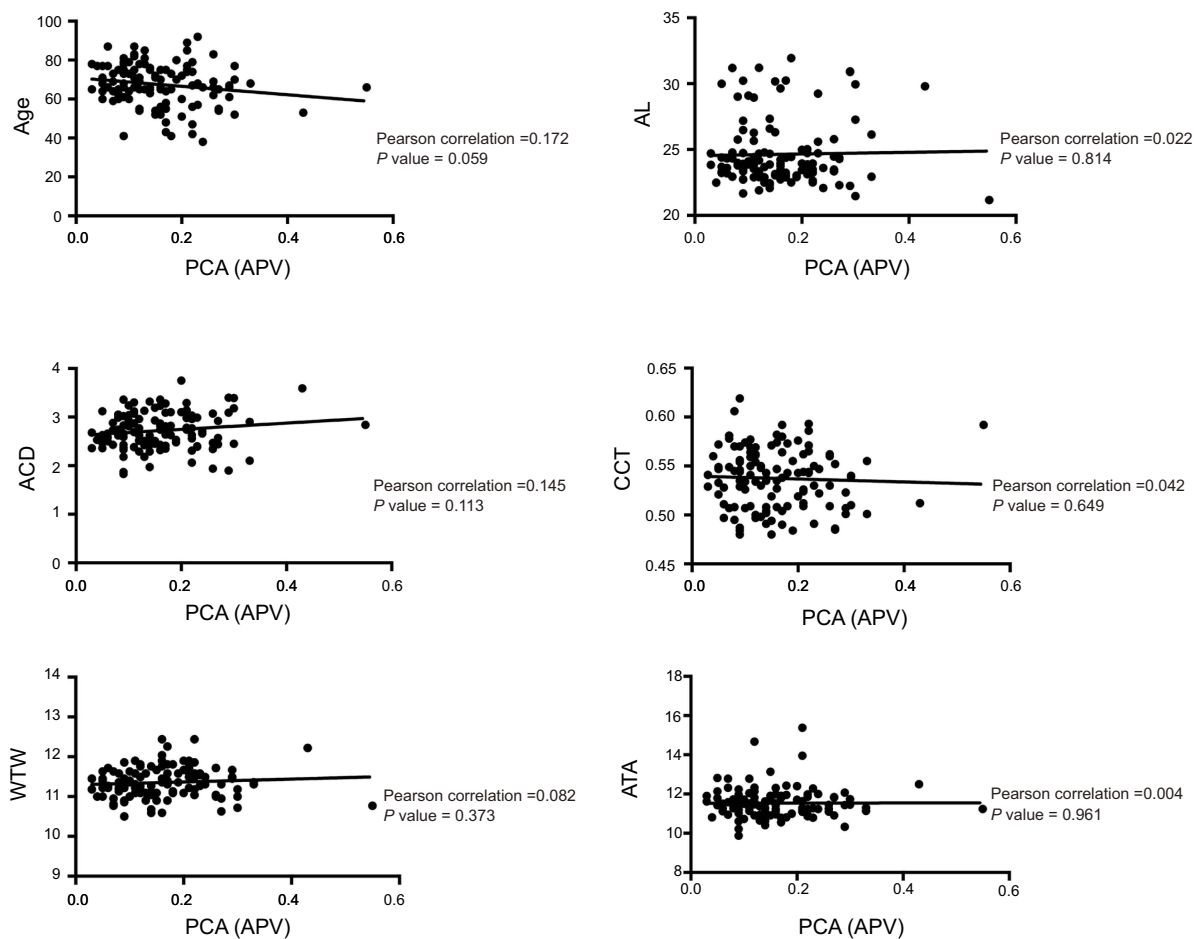 100
80
60
40
20
0
Age
0.0 0.2 0.4 0.6
PCA (APV)
Pearson correlation =0.172
P value = 0.059
35
30
25
20
AL
0.0 0.2 0.4 0.6
PCA (APV)
Pearson correlation =0.022
P value = 0.814
4
3
2
1
0
ACD
0.0 0.2 0.4 0.6
PCA (APV)
Pearson correlation =0.145
P value = 0.113
0.65
0.60
0.55
0.50
0.45
CCT
0.0 0.2 0.4 0.6
PCA (APV)
Pearson correlation =0.042
P value = 0.649
14
13
12
11
10
9
WTW
0.0 0.2 0.4 0.6
PCA (APV)
Pearson correlation =0.082
P value = 0.373
18
16
14
12
10
8
ATA
0.0 0.2 0.4 0.6
PCA (APV)
Pearson correlation =0.004
P value = 0.961